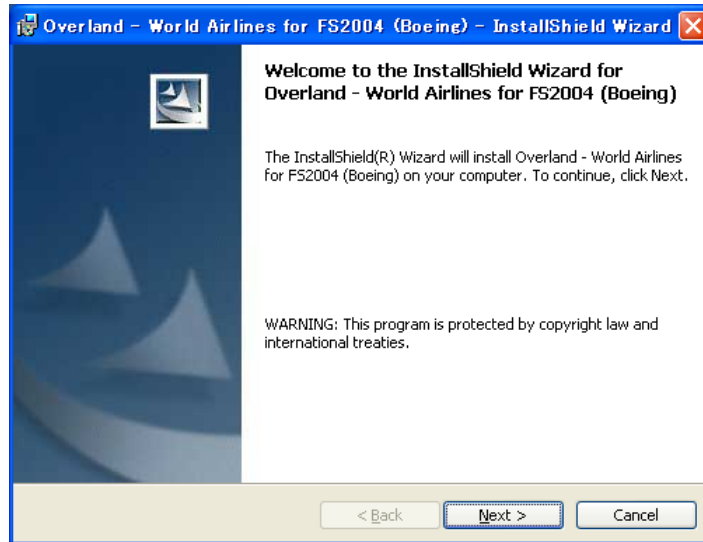 Overland - World Airlines for FS2004 (Boeing) - InstallShield Wizard
Welcome to the InstallShield Wizard for
Overland - World Airlines for FS2004 (Boeing)
The InstallShield(R) Wizard will install Overland - World Airlines
for FS2004 (Boeing) on your computer. To continue, click Next.
WARNING: This program is protected by copyright law and
international treaties.
< Back Next > Cancel